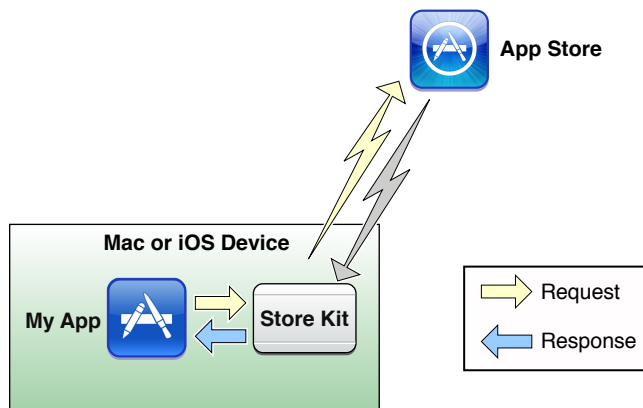 App Store
Mac or iOS Device
My App
Store Kit
Request
Response